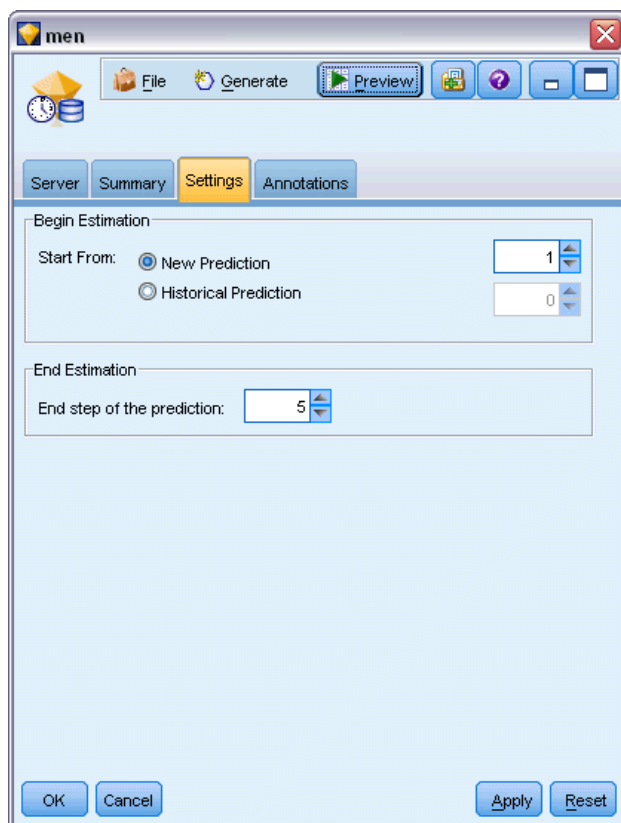 men
File Generate Preview
Server Summary Settings Annotations
Begin Estimation
Start From: New Prediction 1
Historical Prediction 0
End Estimation
End step of the prediction: 5
OK Cancel Apply Reset